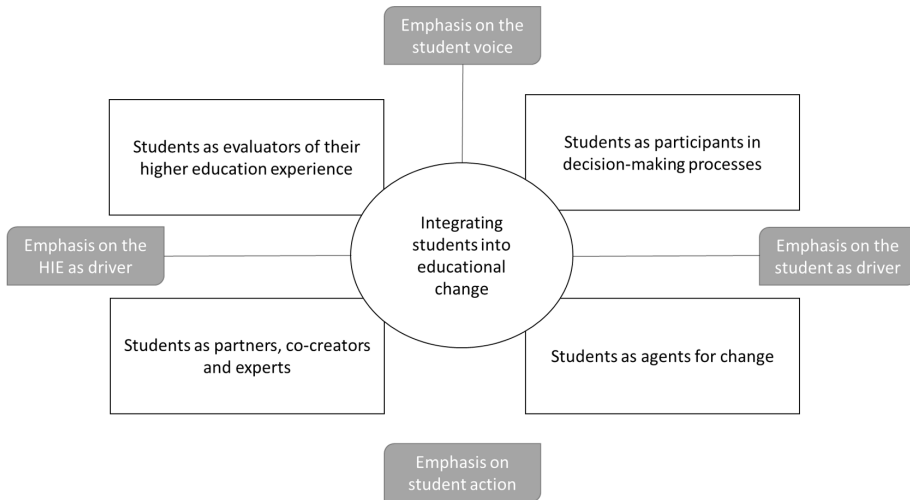 Emphasis on the
student voice
Students as evaluators of their
higher education experience
Students as participants in
decision-making processes
Emphasis on the
HIE as driver
Integrating
students into
educational
change
Emphasis on the
student as driver
Students as partners, co-creators
and experts
Students as agents for change
Emphasis on
student action